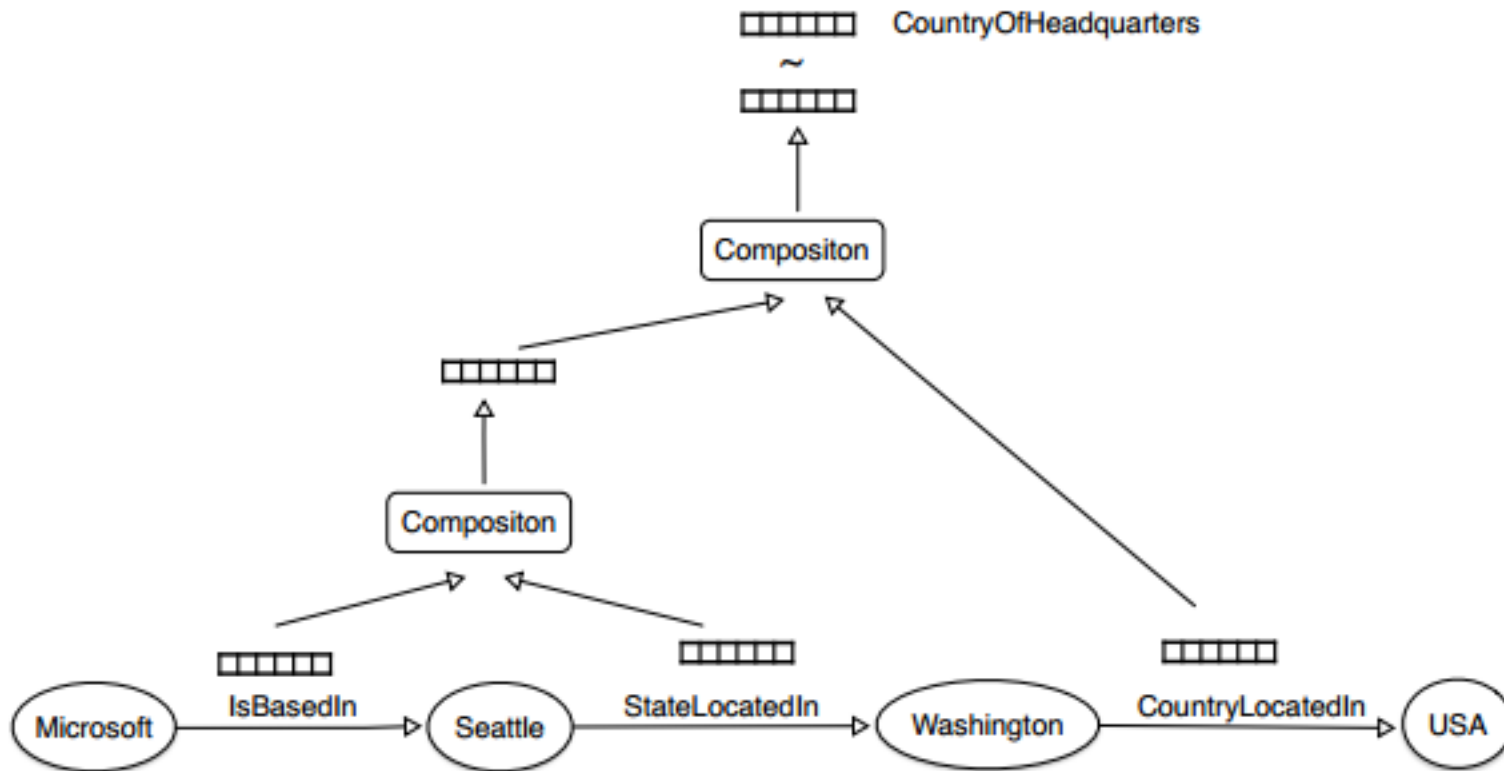 CountryOfHeadquarters
~
Compositon
Compositon
IsBasedIn
StateLocatedIn
CountryLocatedIn
Microsoft
Seattle
Washington
USA